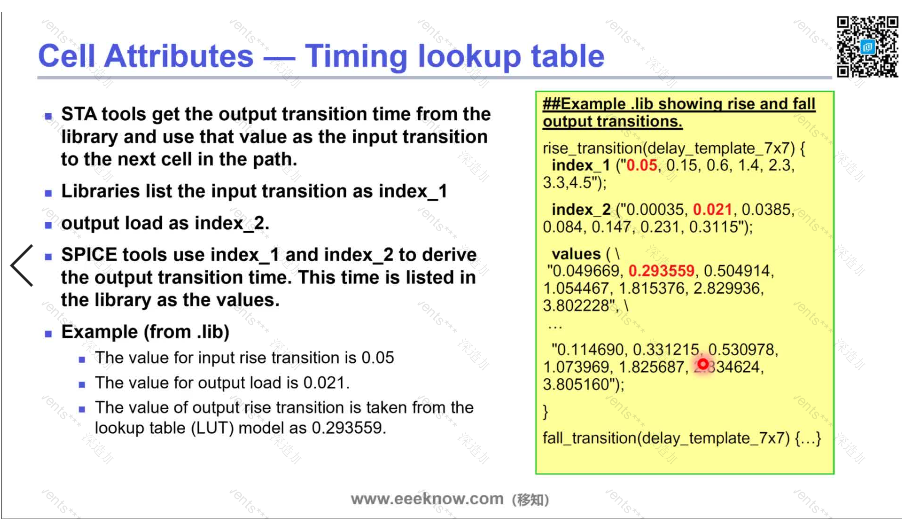 Cell Attributes — Timing lookup table
STA tools get the output transition time from the
library and use that value as the input transition
to the next cell in the path.
Libraries list the input transition as index_1
output load as index_2.
SPICE tools use index_1 and index_2 to derive
the output transition time. This time is listed in
the library as the values.
Example (from .lib)
The value for input rise transition is 0.05
The value for output load is 0.021.
The value of output rise transition is taken from the
lookup table (LUT) model as 0.293559.
##Example .lib showing rise and fall
output transitions.
rise_transition(delay_template_7x7) {
index_1 ("0.05, 0.15, 0.6, 1.4, 2.3,
3.3,4.5");
index_2 ("0.00035, 0.021, 0.0385,
0.084, 0.147, 0.231, 0.3115");
values ( \
"0.049669, 0.293559, 0.504914,
1.054467, 1.815376, 2.829936,
3.802228", \
…
"0.114690, 0.331215, 0.530978,
1.073969, 1.825687, 2.834624,
3.805160");
}
fall_transition(delay_template_7x7) {…}
www.eeeknow.com（移知）